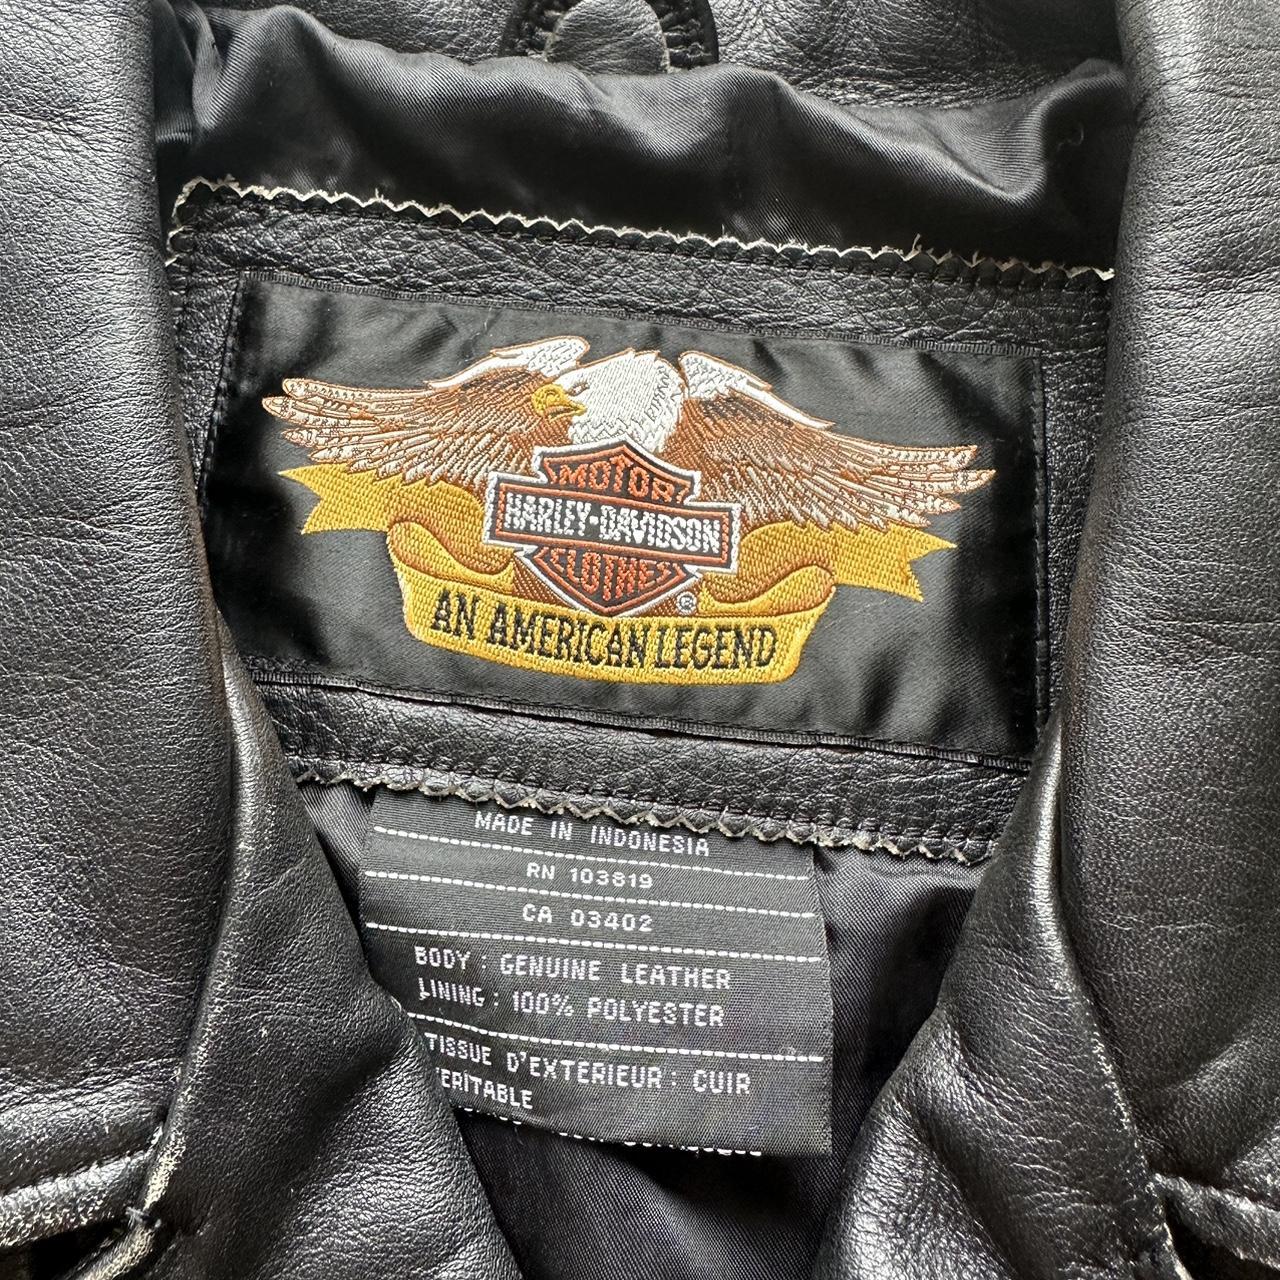 MOTOR
HARLEY-DAVIDSON
CLOTHES
®
AN AMERICAN LEGEND
MADE IN INDONESIA
RN 103819
CA 03402
BODY : GENUINE LEATHER
LINING : 100% POLYESTER
TISSUE D'EXTERIEUR : CUIR
ERITABLE